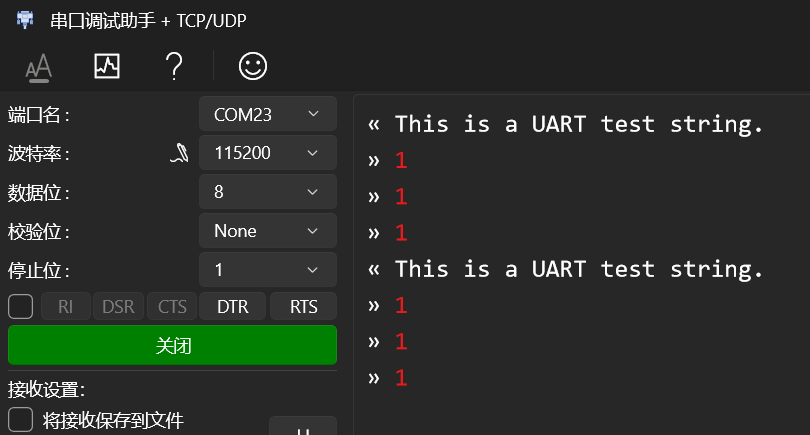 串口调试助手 + TCP/UDP
端口名: COM23
波特率: 115200
数据位: 8
校验位: None
停止位: 1
RI DSR CTS DTR RTS
关闭
接收设置:
将接收保存到文件
« This is a UART test string.
» 1
» 1
» 1
« This is a UART test string.
» 1
» 1
» 1